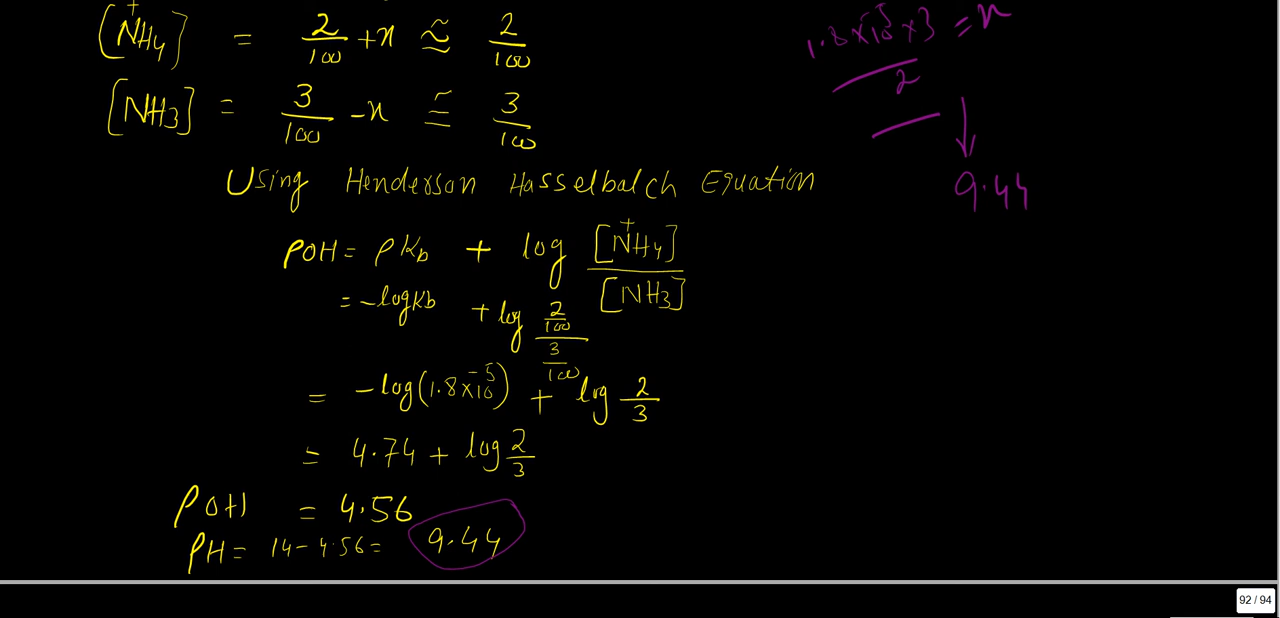 [NH4+] = 2/100 + x ≈ 2/100
[NH3] = 3/100 - x ≅ 3/100
1.8×10^-5×3 / 2 = x
9.44
Using Henderson Hasselbalch Equation
POH = PKb + log [NH4+]/[NH3]
= -logKb + log (2/100)/(3/100)
= -log(1.8×10^-5) + log 2/3
= 4.74 + log 2/3
POH = 4.56
PH = 14-4.56 = 9.44
92 / 94